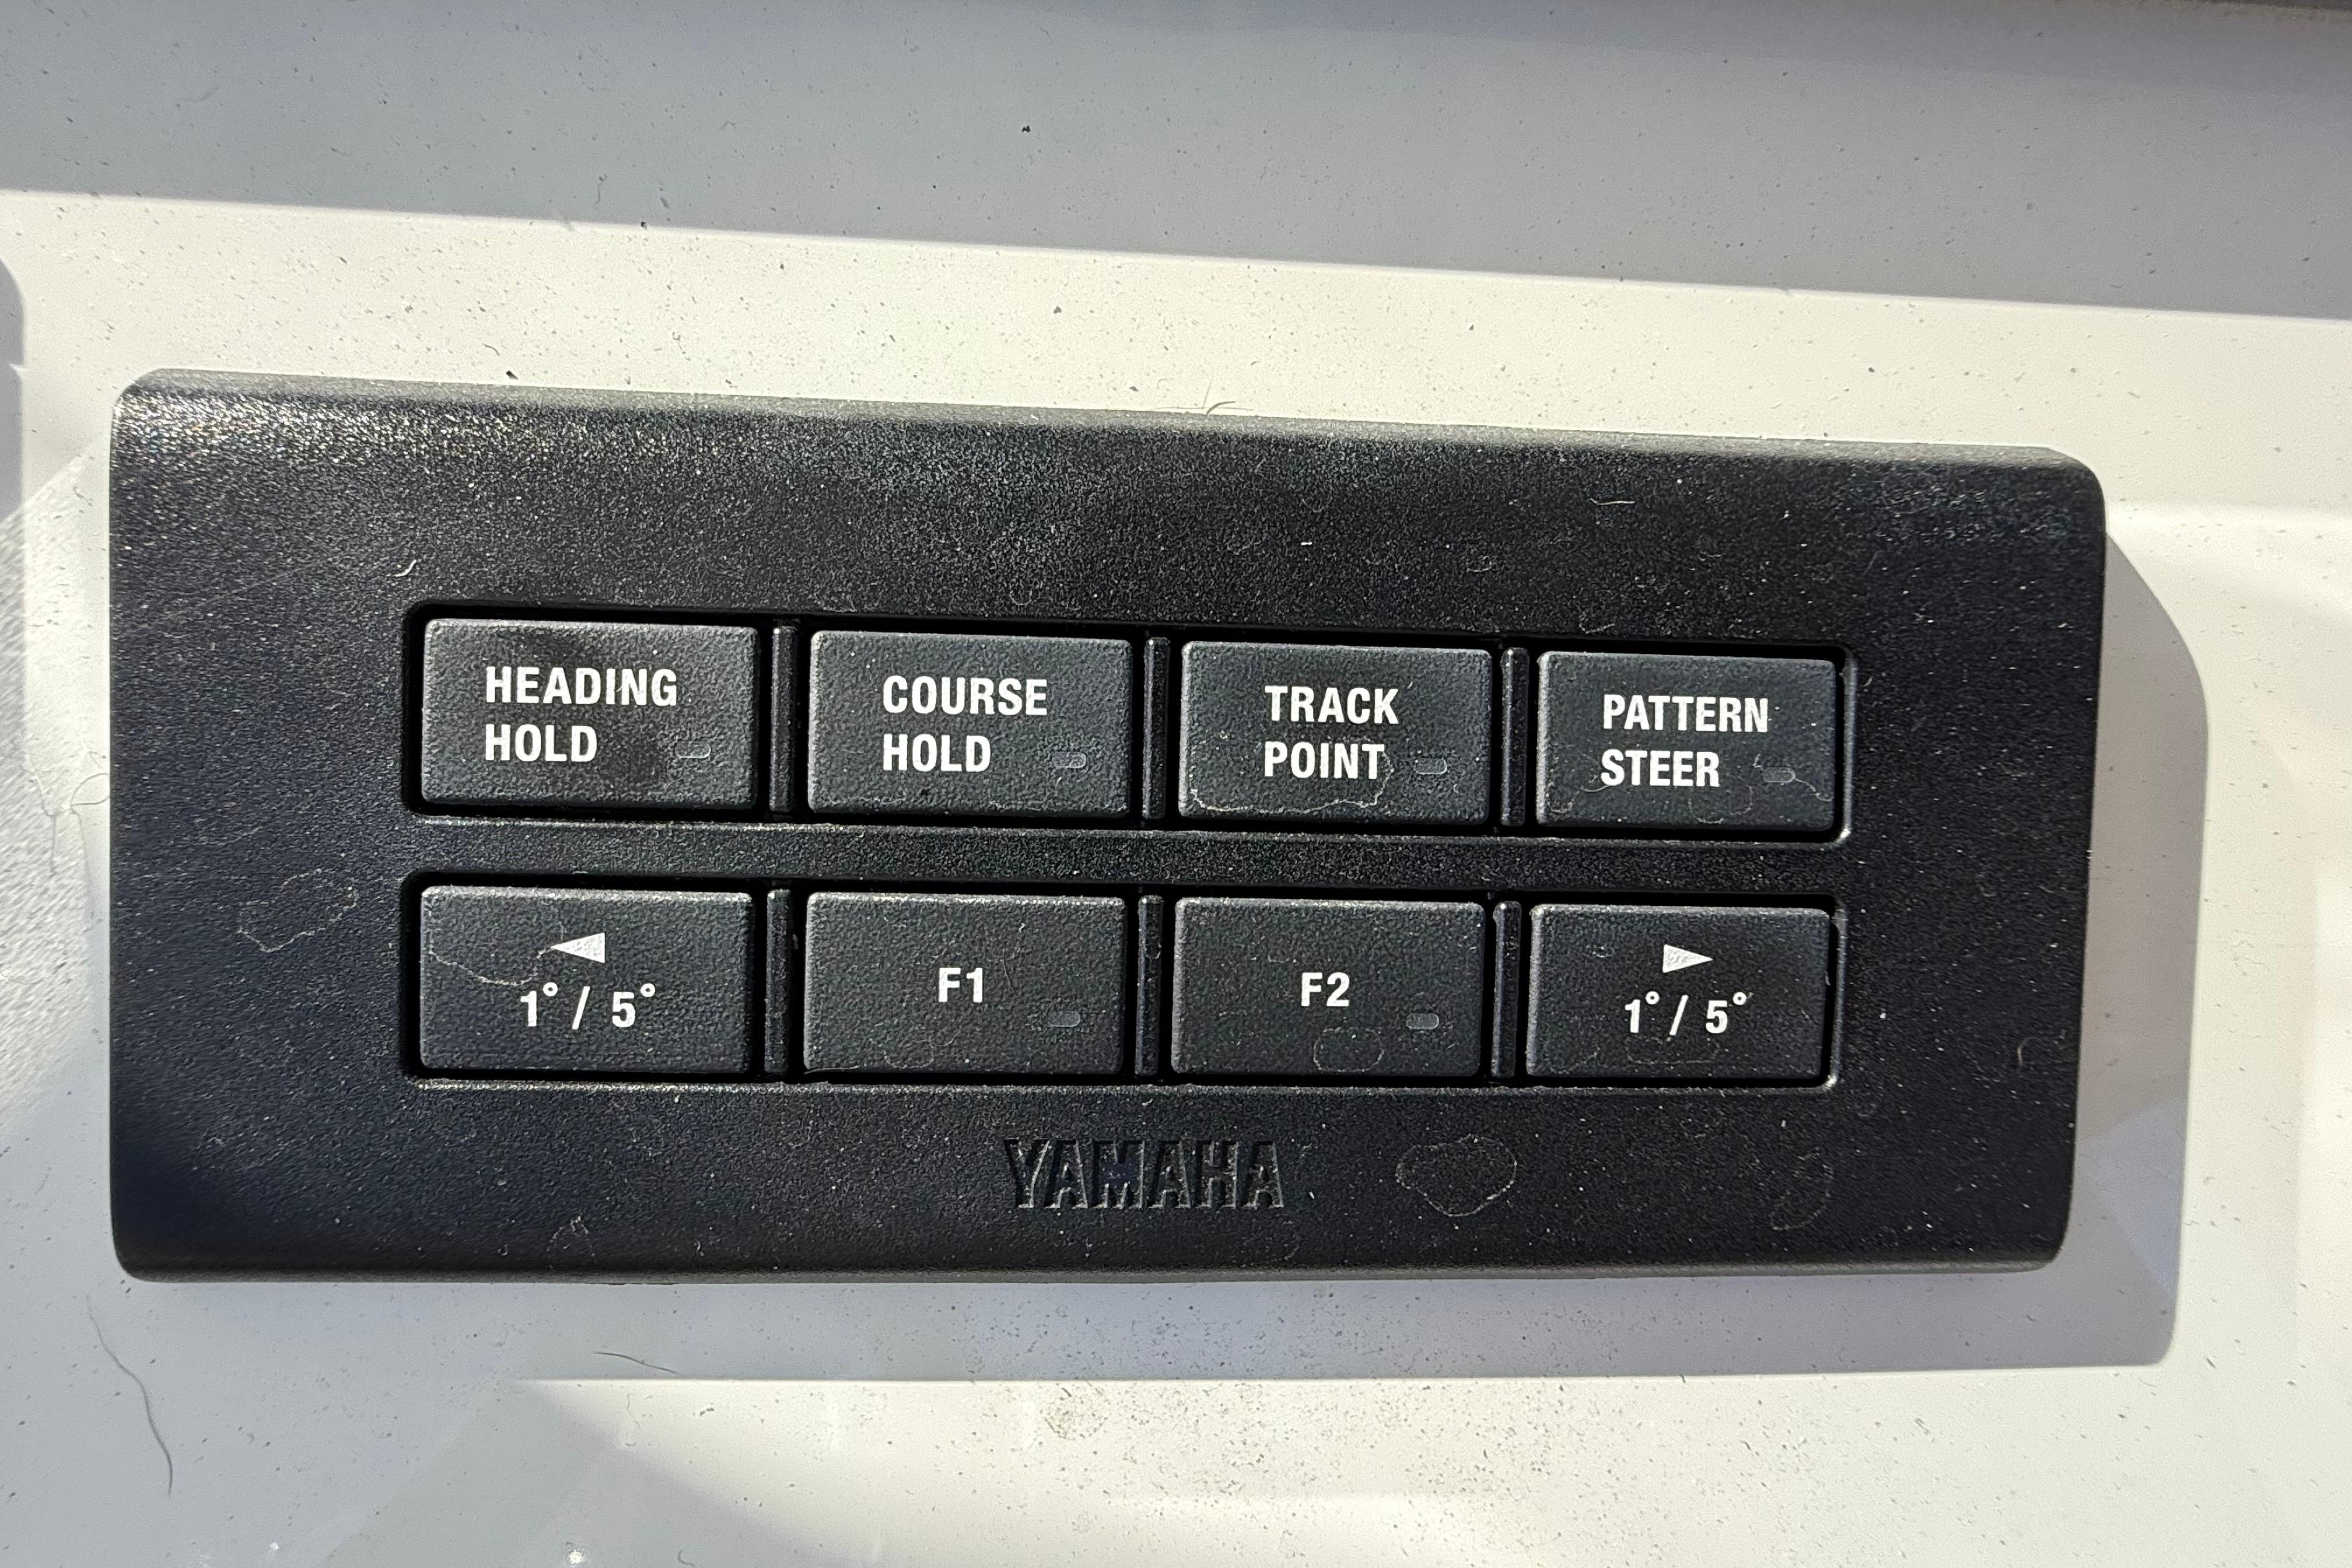 HEADING
HOLD
COURSE
HOLD
TRACK
POINT
PATTERN
STEER
1°/ 5°
F1
F2
1°/ 5°
YAMAHA